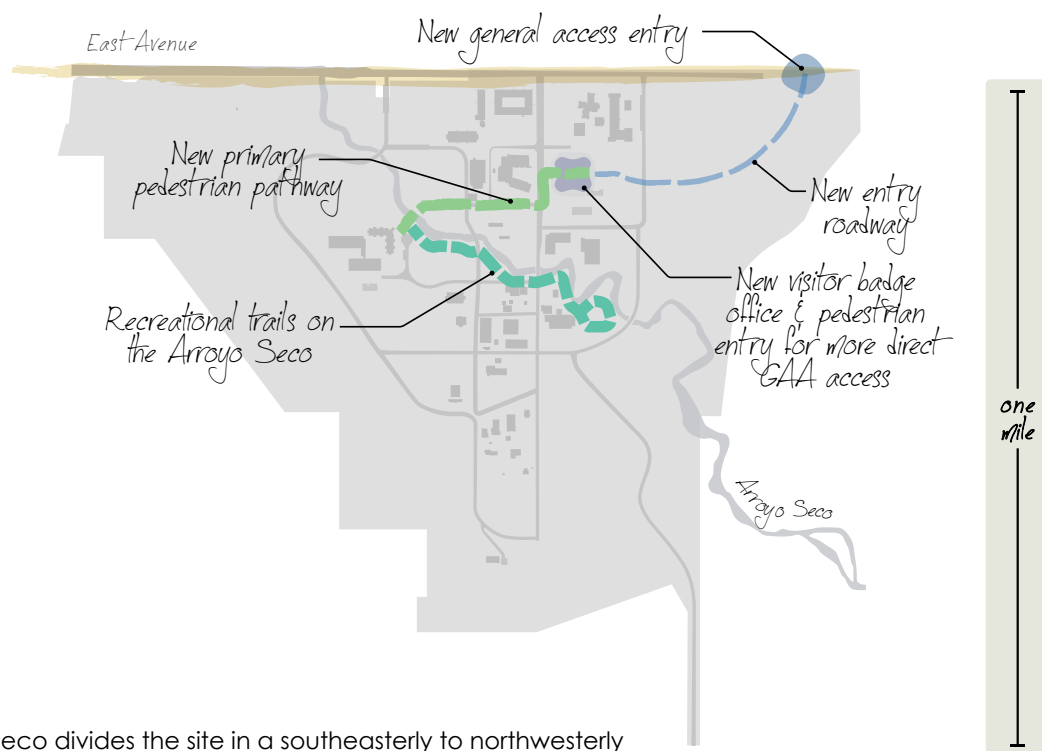 East Avenue
New general access entry
New primary
pedestrian pathway
New entry
roadway
New visitor badge
office & pedestrian
entry for more direct
GAA access
Recreational trails on
the Arroyo Seco
one
mile
Arroyo Seco
eco divides the site in a southeasterly to northwesterly